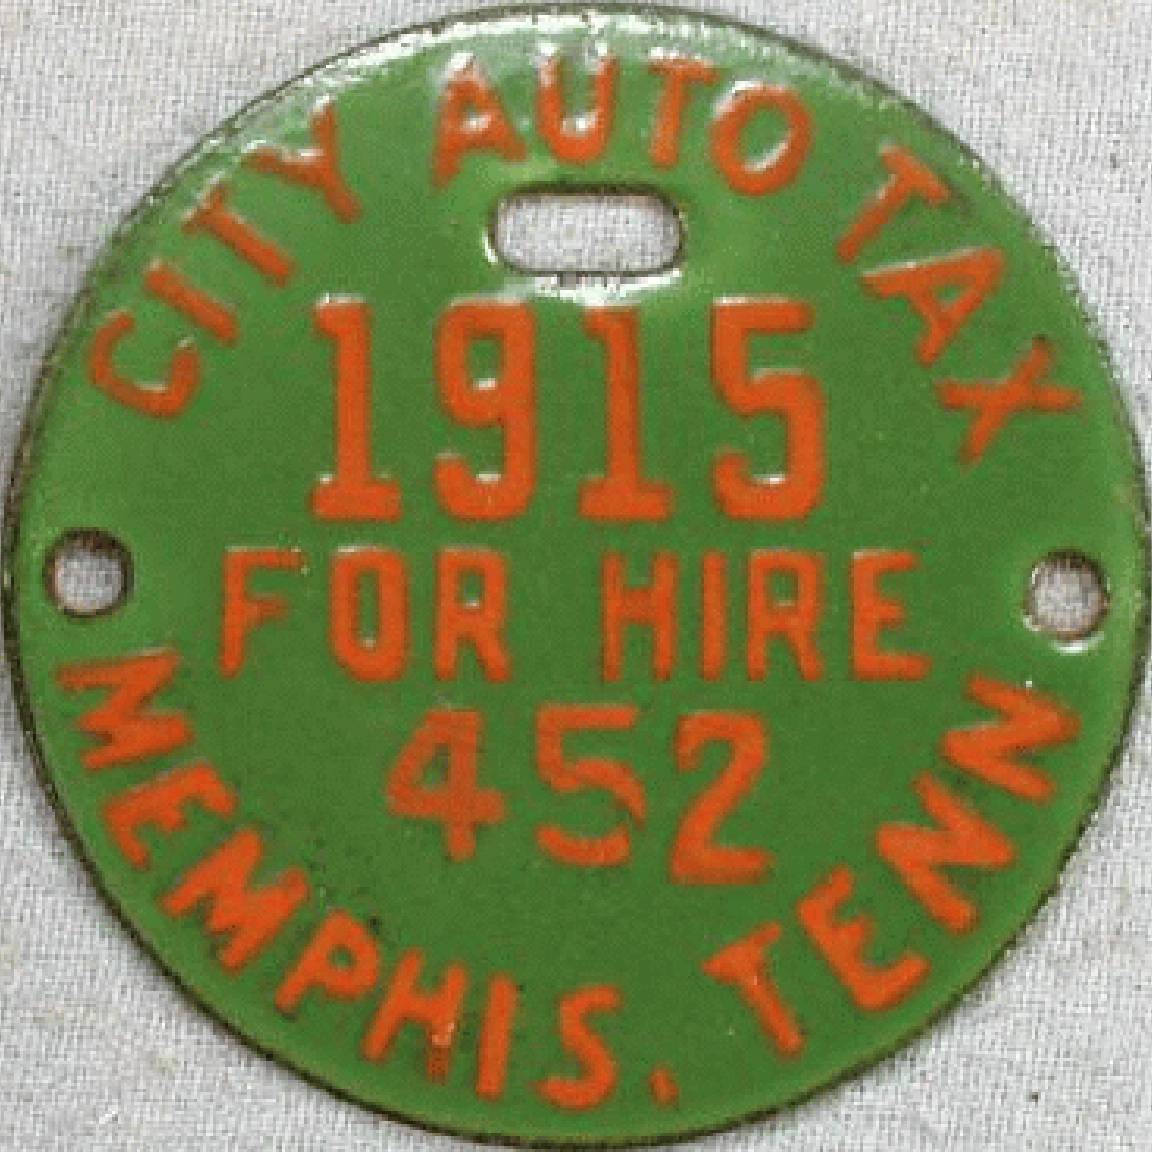 CITY AUTO TAX
1915
FOR HIRE
452
MEMPHIS, TENN